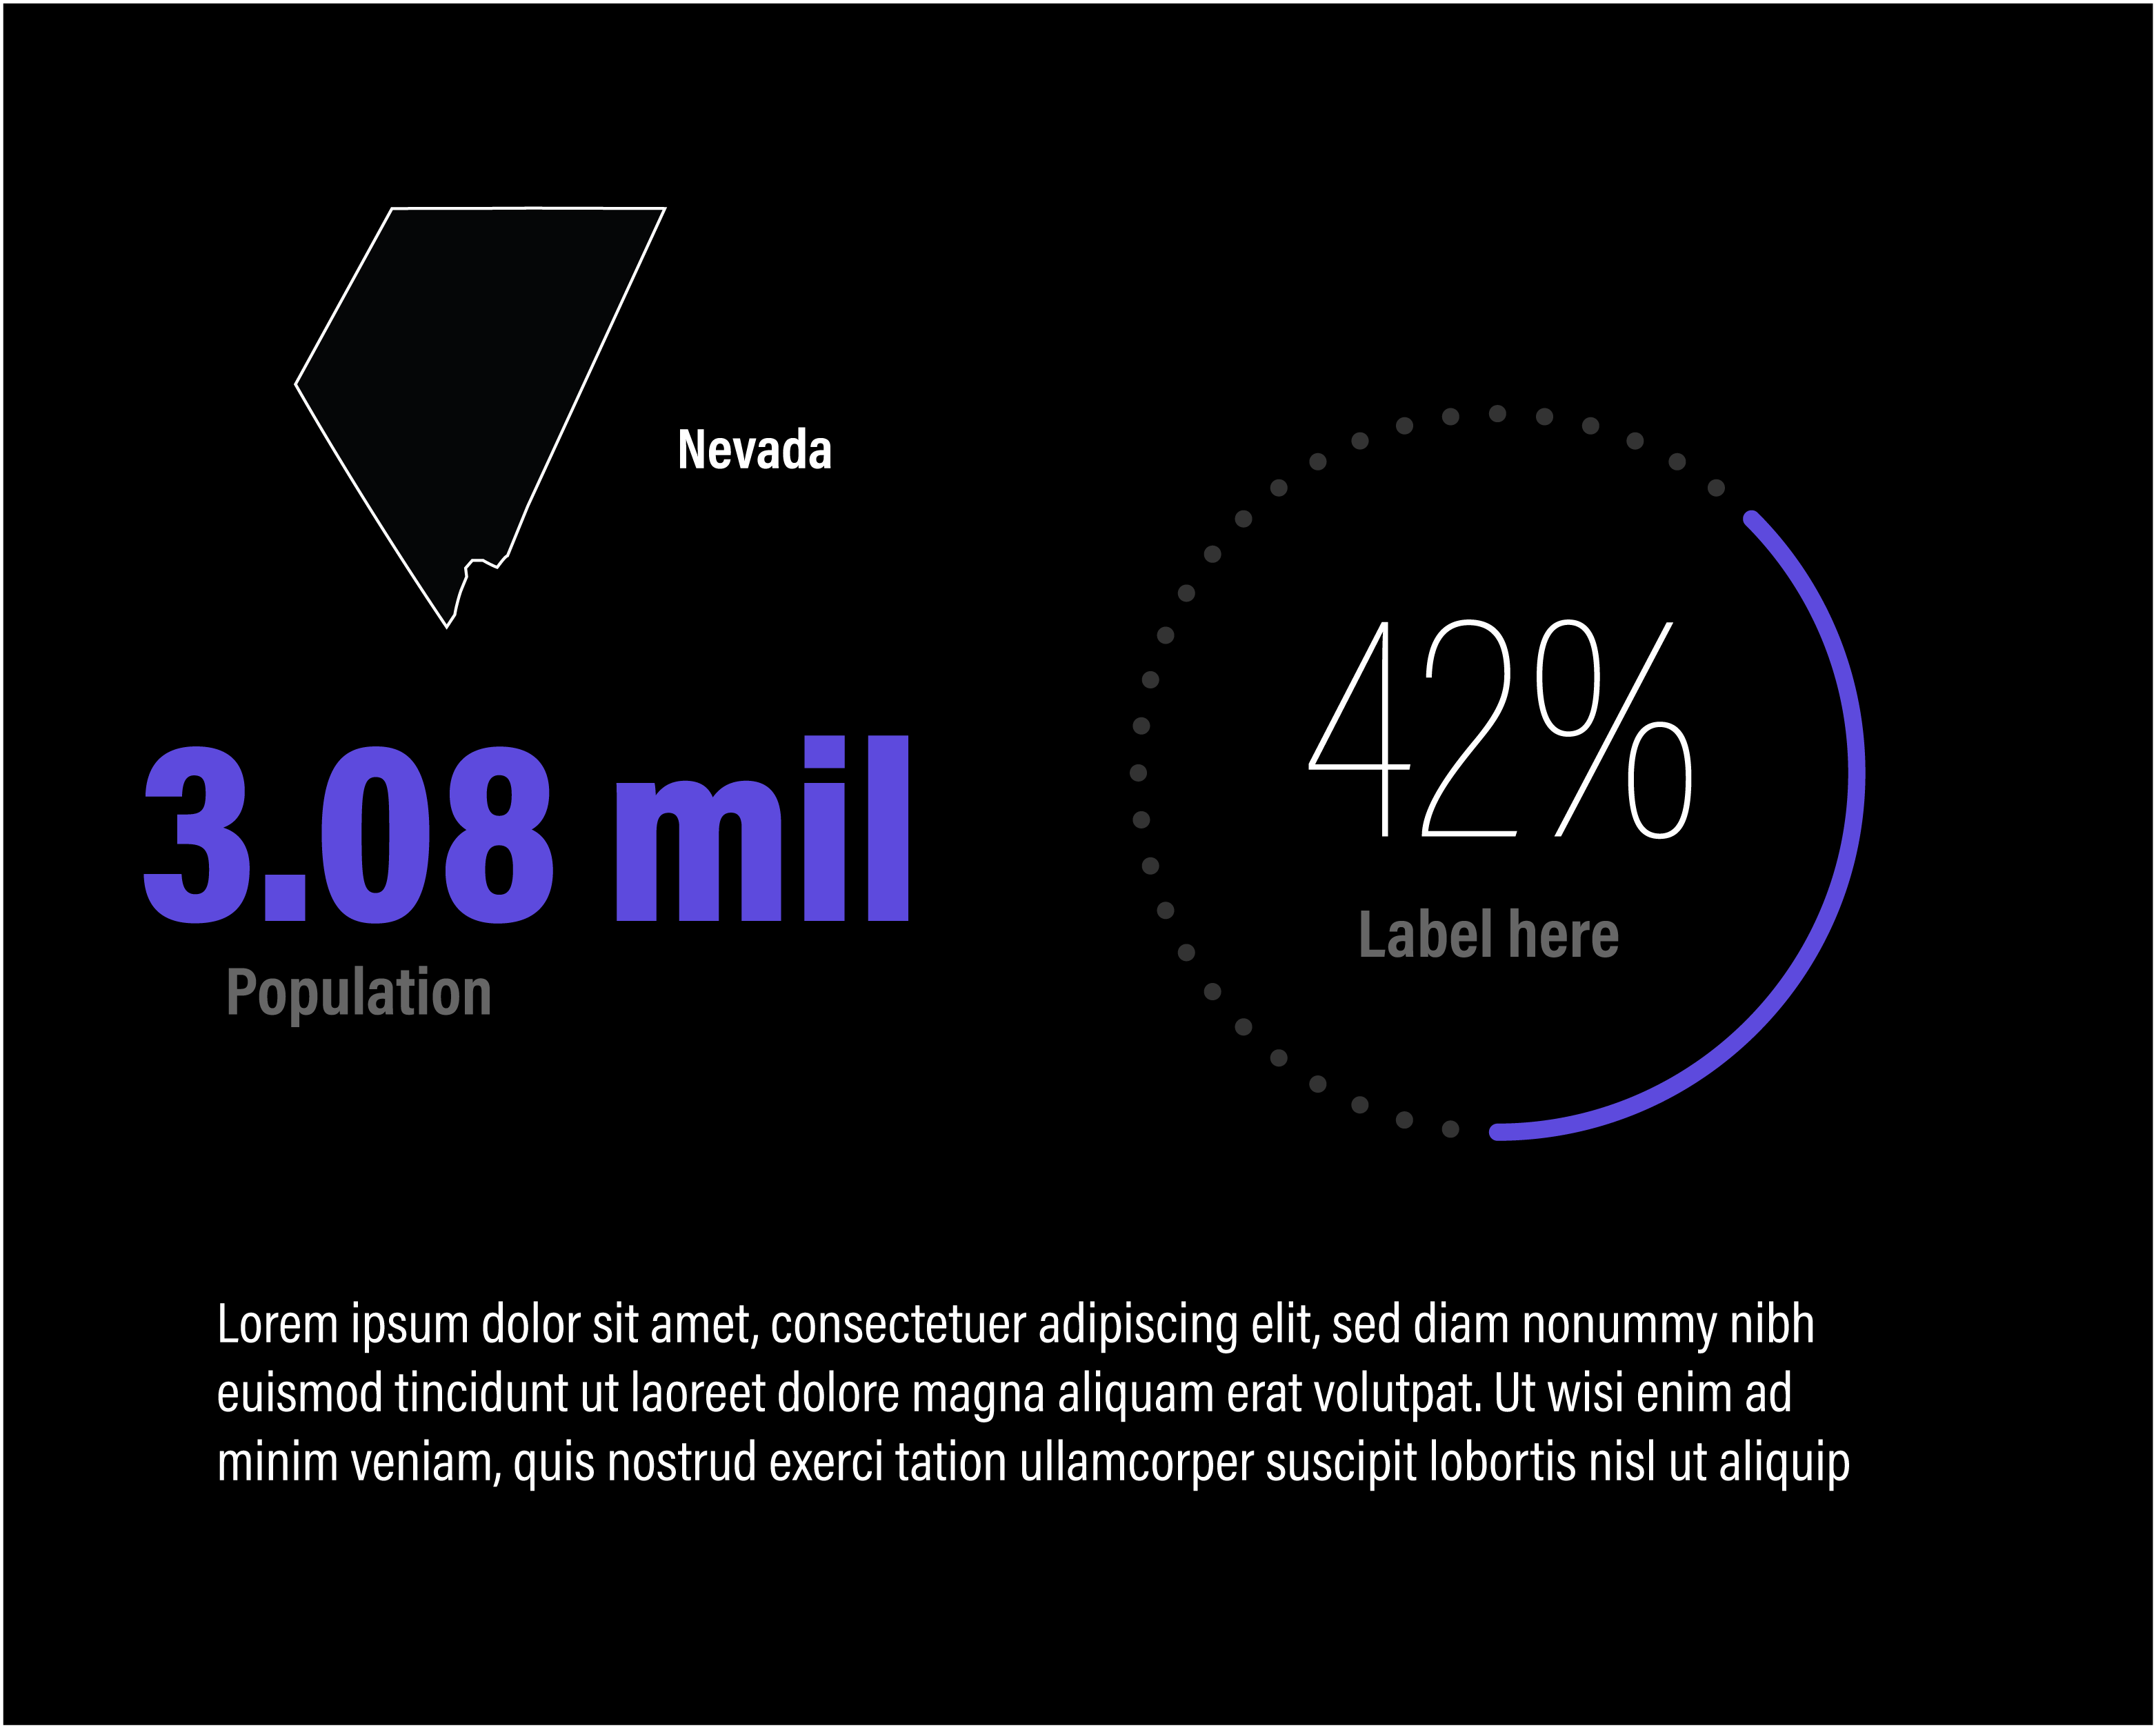 Nevada
3.08 mil
Population
42%
Label here
Lorem ipsum dolor sit amet, consectetuer adipiscing elit, sed diam nonummy nibh
euismod tincidunt ut laoreet dolore magna aliquam erat volutpat. Ut wisi enim ad
minim veniam, quis nostrud exerci tation ullamcorper suscipit lobortis nisl ut aliquip